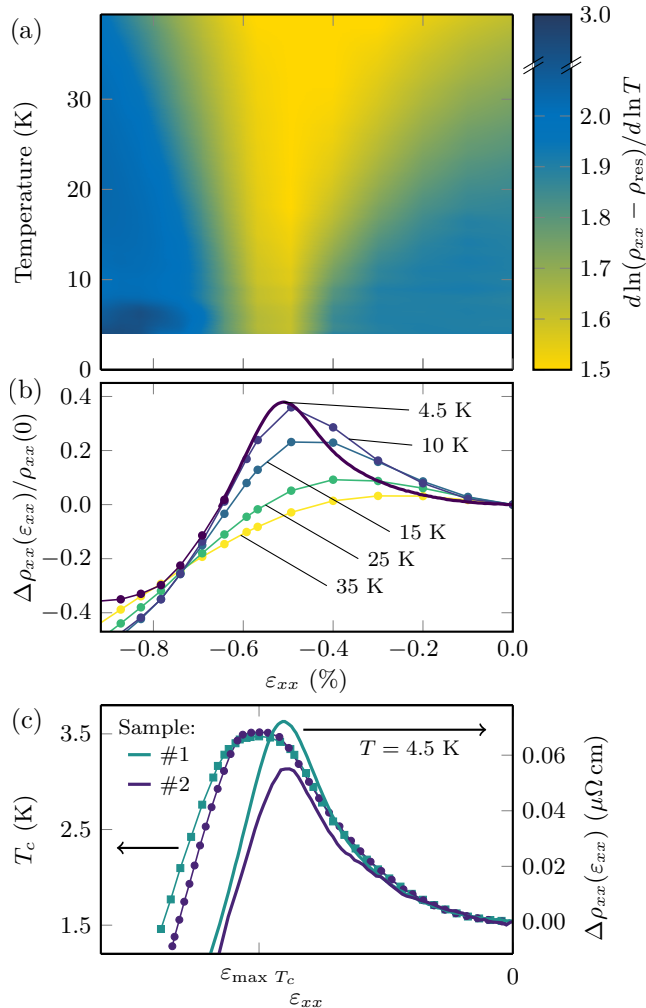 (a)
Temperature (K)
30
20
10
0
3.0
2.0
1.9
1.8
1.7
1.6
1.5
d ln(ρxx − ρres)/d ln T
(b)
Δρxx(εxx)/ρxx(0)
0.4
0.2
0.0
−0.2
−0.4
4.5 K
10 K
15 K
25 K
35 K
−0.8
−0.6
−0.4
−0.2
0.0
εxx (%)
(c)
Tc (K)
3.5
2.5
1.5
Sample:
#1
#2
T = 4.5 K
0.06
0.04
0.02
0.00
Δρxx(εxx) (μΩ cm)
εmax Tc
0
εxx